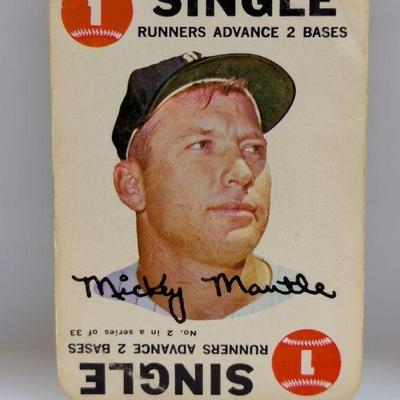 1
SINGLE
RUNNERS ADVANCE 2 BASES
Mickey Mantle
No. 2 in a series of 33
RUNNERS ADVANCE 2 BASES
1
SINGLE